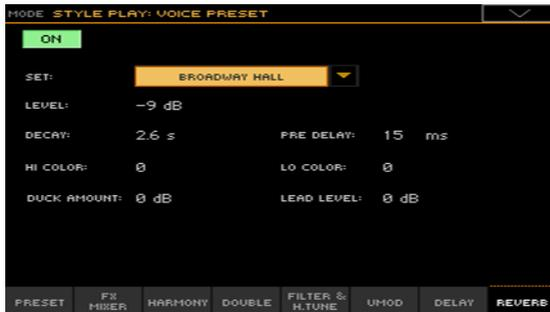 MODE STYLE PLAY: VOICE PRESET
ON
SET: BROADWAY HALL
LEVEL: -9 dB
DECAY: 2.6 s PRE DELAY: 15 ms
HI COLOR: 0 LO COLOR: 0
DUCK AMOUNT: 0 dB LEAD LEVEL: 0 dB
PRESET FX MIXER HARMONY DOUBLE FILTER & H.TUNE UMOD DELAY REVERB